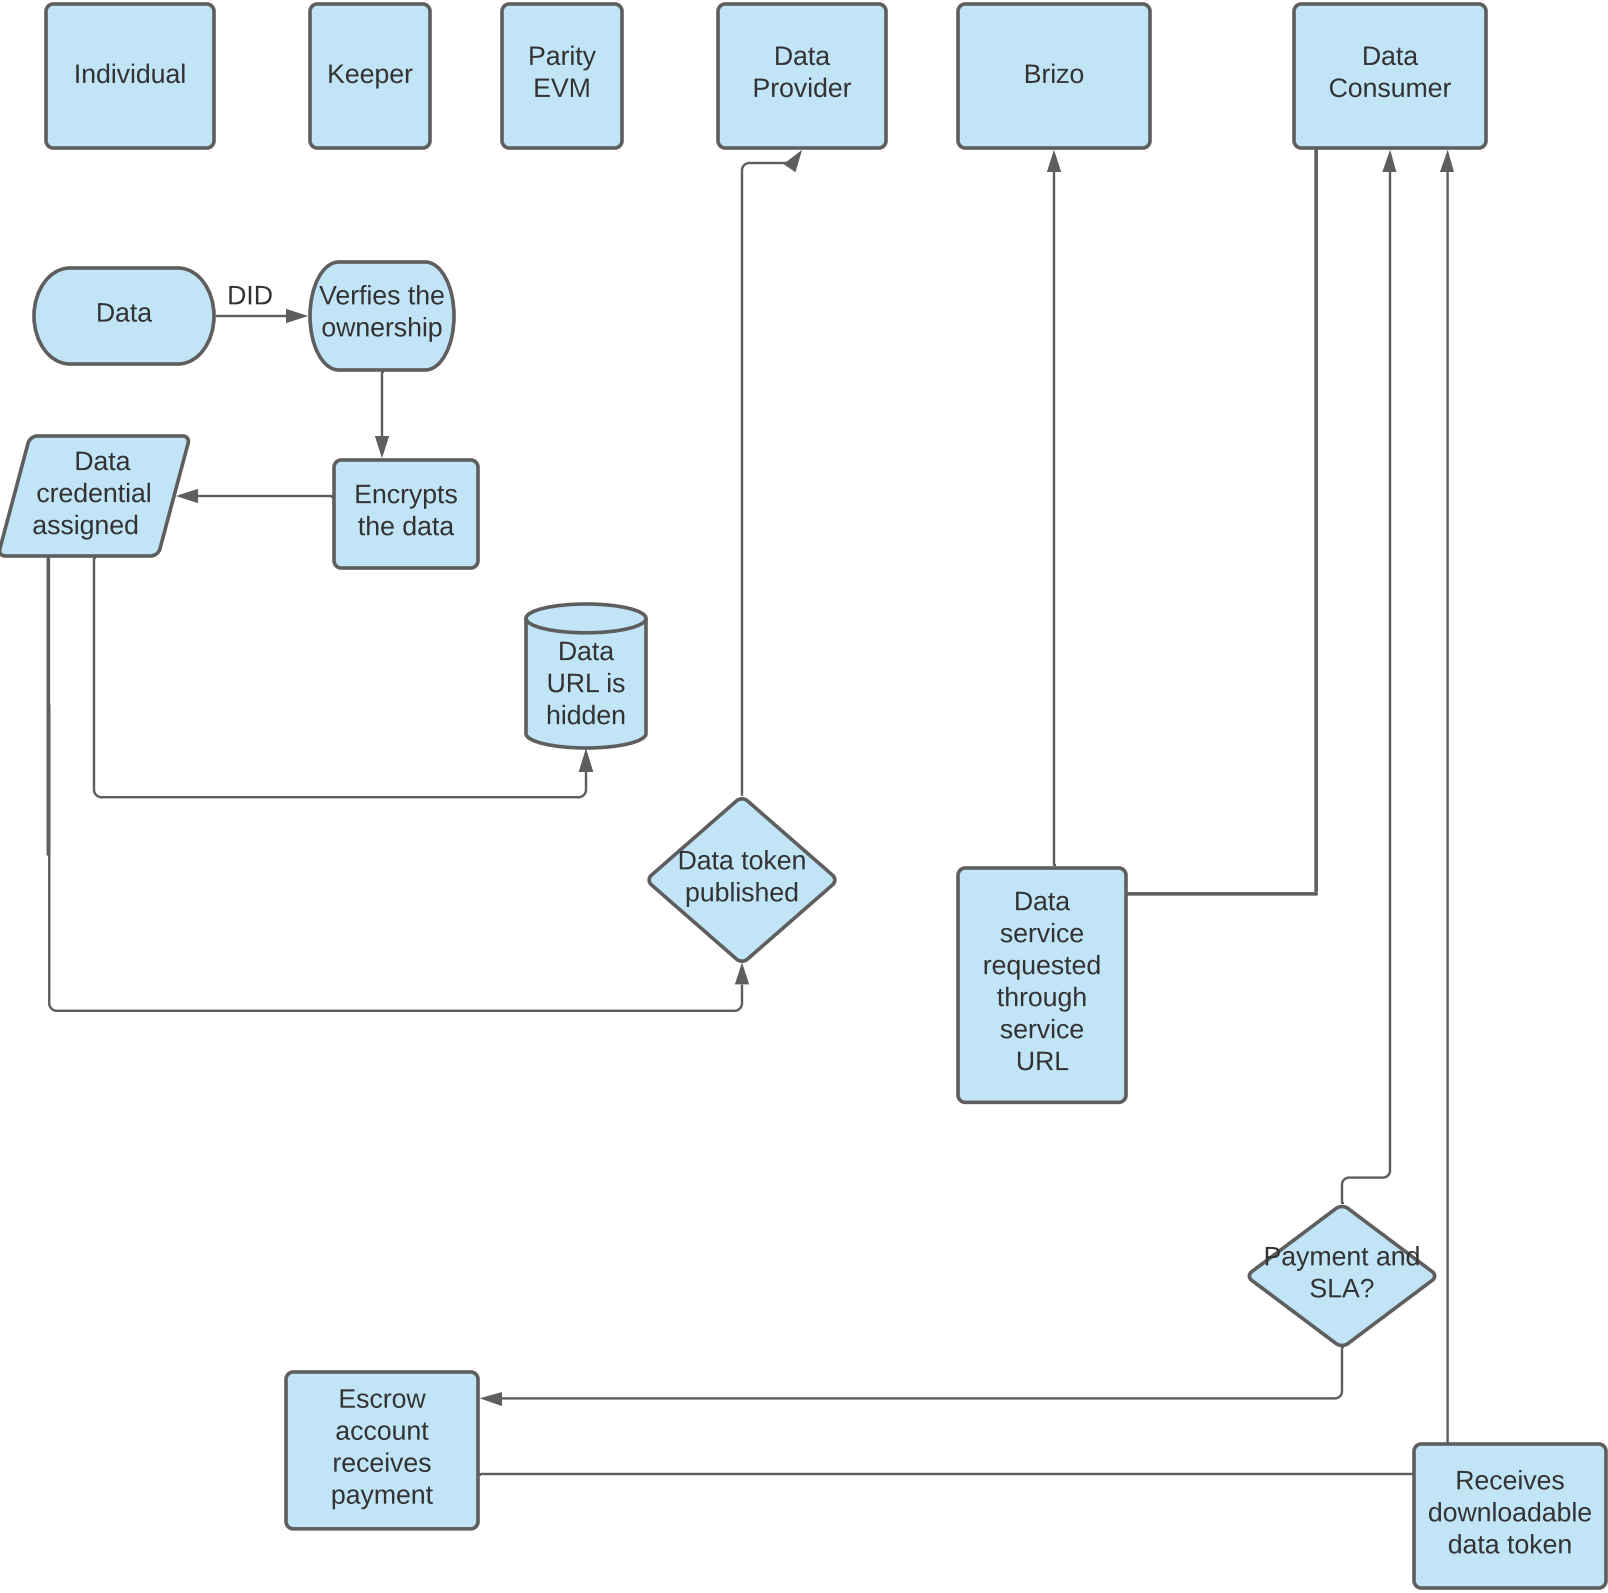 Individual
Keeper
Parity
EVM
Data
Provider
Brizo
Data
Consumer
Data
DID
Verfies the
ownership
Data
credential
assigned
Encrypts
the data
Data
URL is
hidden
Data token
published
Data
service
requested
through
service
URL
Payment and
SLA?
Escrow
account
receives
payment
Receives
downloadable
data token